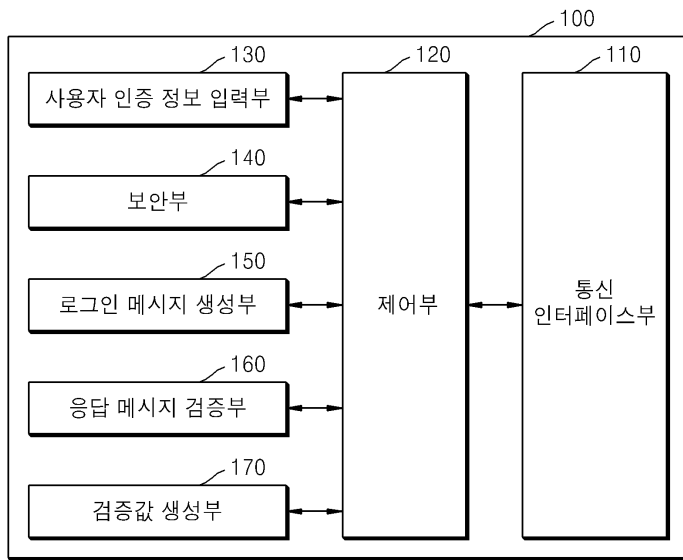 100
130
120
110
사용자 인증 정보 입력부
140
보안부
150
로그인 메시지 생성부
제어부
통신
인터페이스부
160
응답 메시지 검증부
170
검증값 생성부